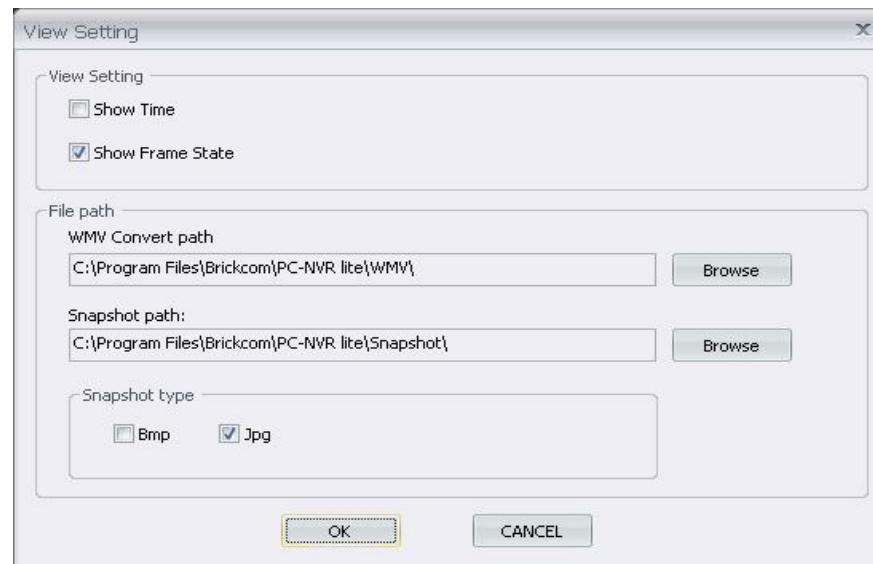 View Setting
View Setting
Show Time
Show Frame State
File path
WMV Convert path
C:\Program Files\Brickcom\PC-NVR lite\WMV\
Browse
Snapshot path:
C:\Program Files\Brickcom\PC-NVR lite\Snapshot\
Browse
Snapshot type
Bmp
Jpg
OK
CANCEL